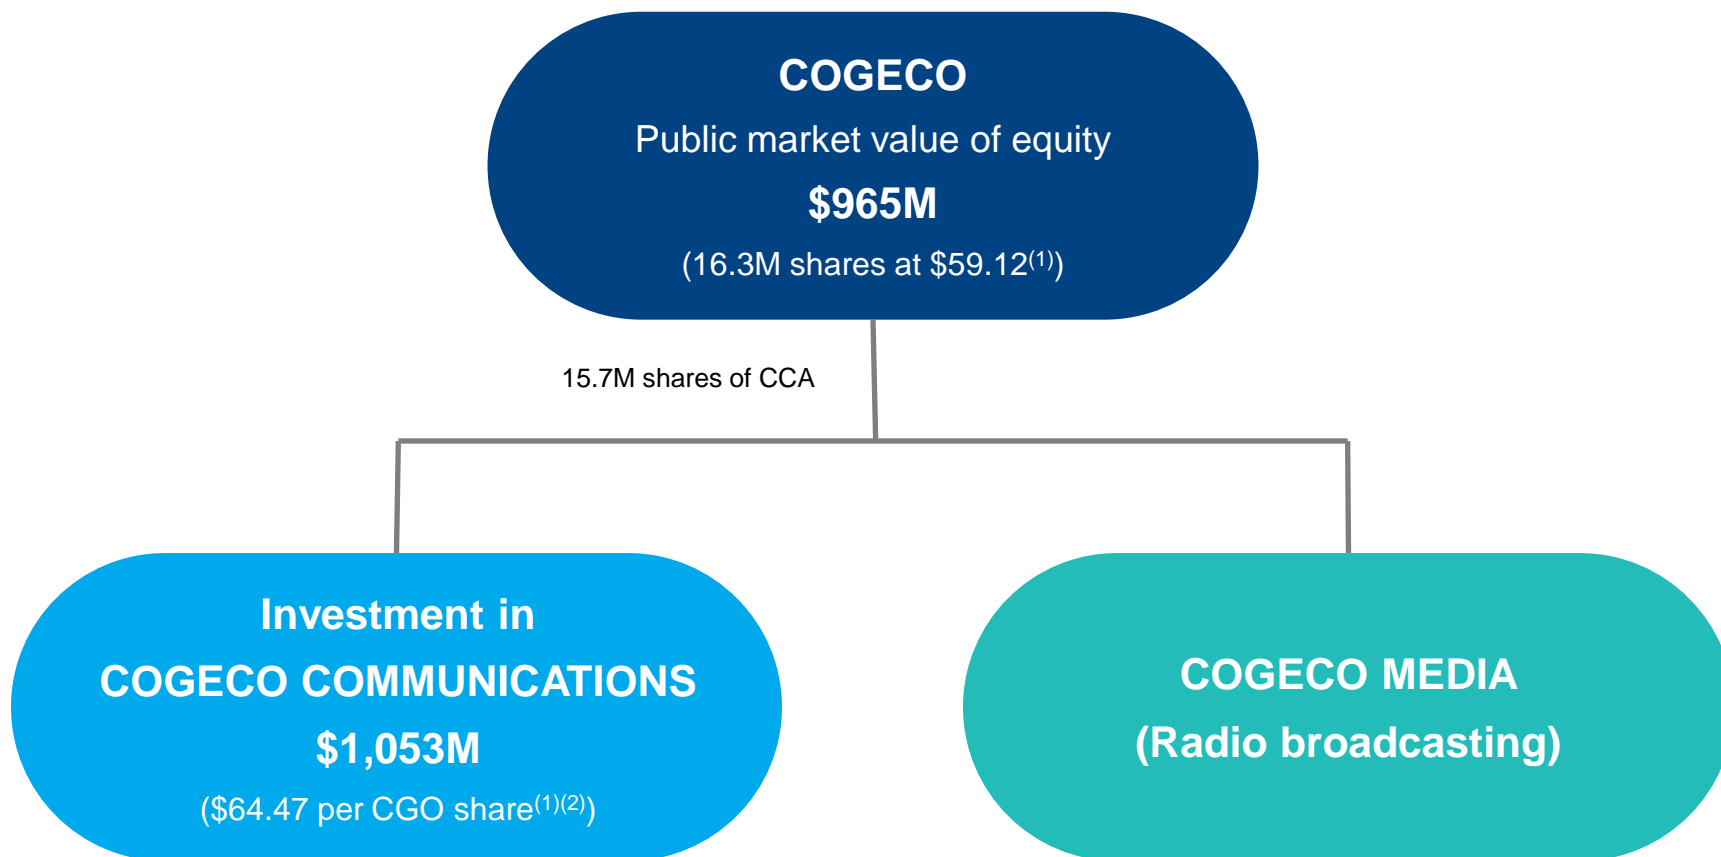 COGECO
Public market value of equity
$965M
(16.3M shares at $59.12(1))
15.7M shares of CCA
Investment in
COGECO COMMUNICATIONS
$1,053M
($64.47 per CGO share(1)(2))
COGECO MEDIA
(Radio broadcasting)